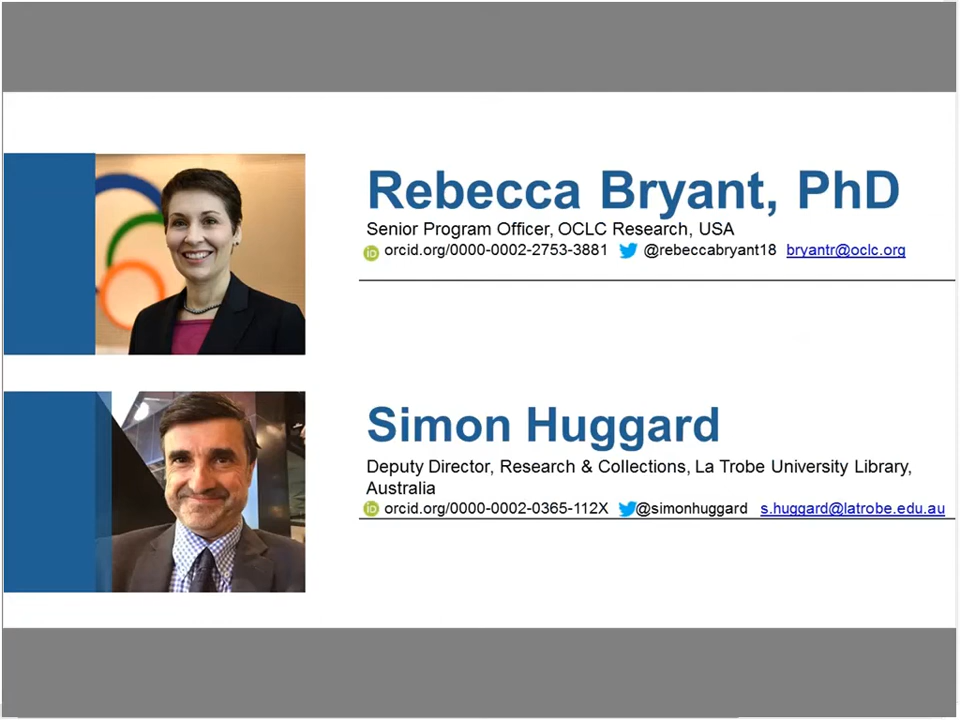 Rebecca Bryant, PhD
Senior Program Officer, OCLC Research, USA
iD orcid.org/0000-0002-2753-3881 @rebeccabryant18 bryantr@oclc.org
Simon Huggard
Deputy Director, Research & Collections, La Trobe University Library,
Australia
iD orcid.org/0000-0002-0365-112X @simonhuggard s.huggard@latrobe.edu.au